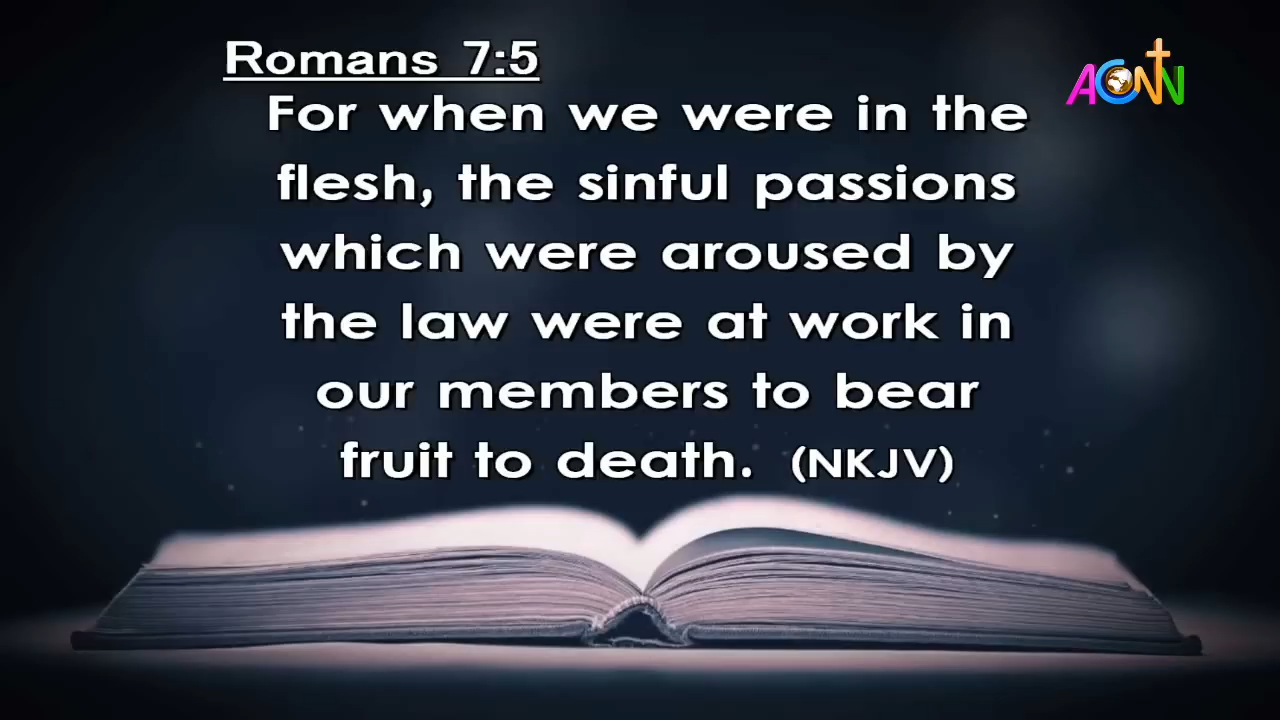 Romans 7:5
ACNN
For when we were in the
flesh, the sinful passions
which were aroused by
the law were at work in
our members to bear
fruit to death. (NKJV)